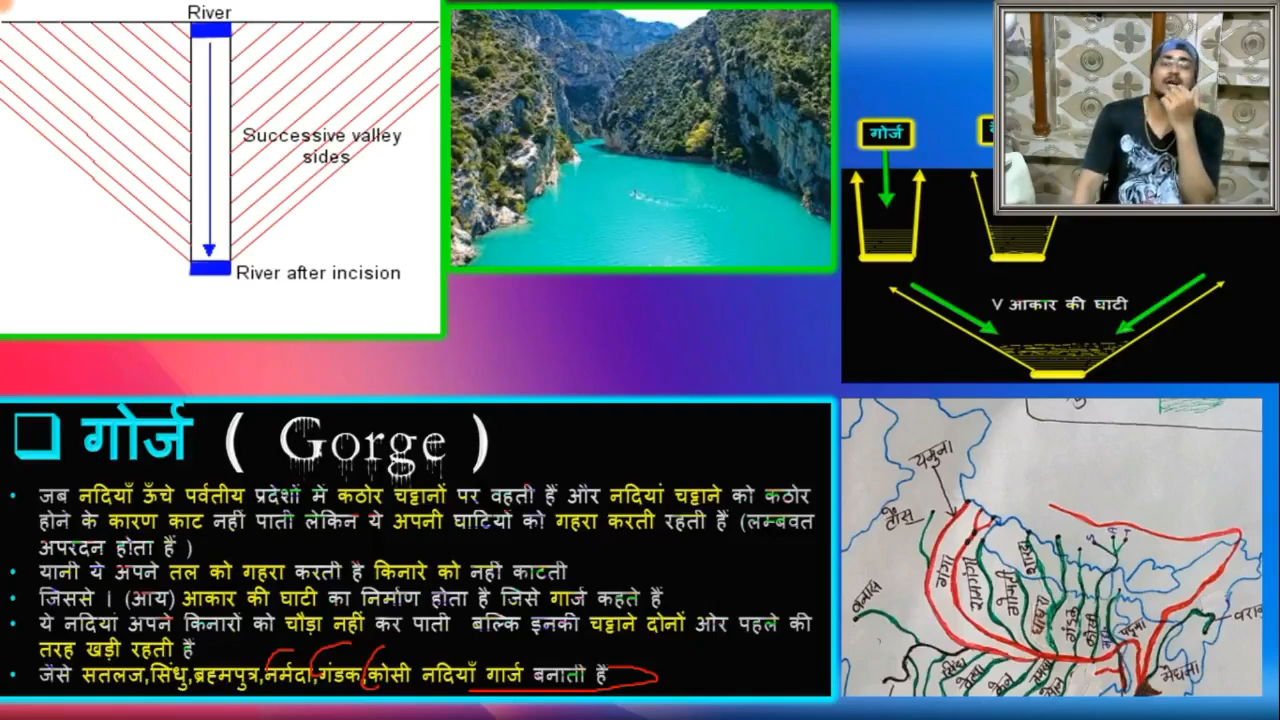 River
Successive valley
sides
River after incision
गोर्ज
V आकार की घाटी
गोर्ज ( Gorge )
• जब नदियाँ ऊँचे पर्वतीय प्रदेशों में कठोर चट्टानों पर वहती हैं और नदियां चट्टाने को कठोर
होने के कारण काट नहीं पाती लेकिन ये अपनी घाटियों को गहरा करती रहती हैं (लम्बवत
अपरदन होता हैं )
• यानी ये अपने तल को गहरा करती है किनारे को नही काटती
• जिससे I (आय) आकार की घाटी का निर्माण होता है जिसे गार्ज कहते हैं
• ये नदियां अपने किनारों को चौड़ा नहीं कर पाती बल्कि इनकी चट्टाने दोनों ओर पहले की
तरह खड़ी रहती हैं
• जेसे सतलज,सिंधु,ब्रह्मपुत्र,नर्मदा,गंडक,कोसी नदियाँ गार्ज बनाती है
यमुना
गंगा
घाघरा
गंडक
कोसी
बनास
बेतवा
केन
मेघना